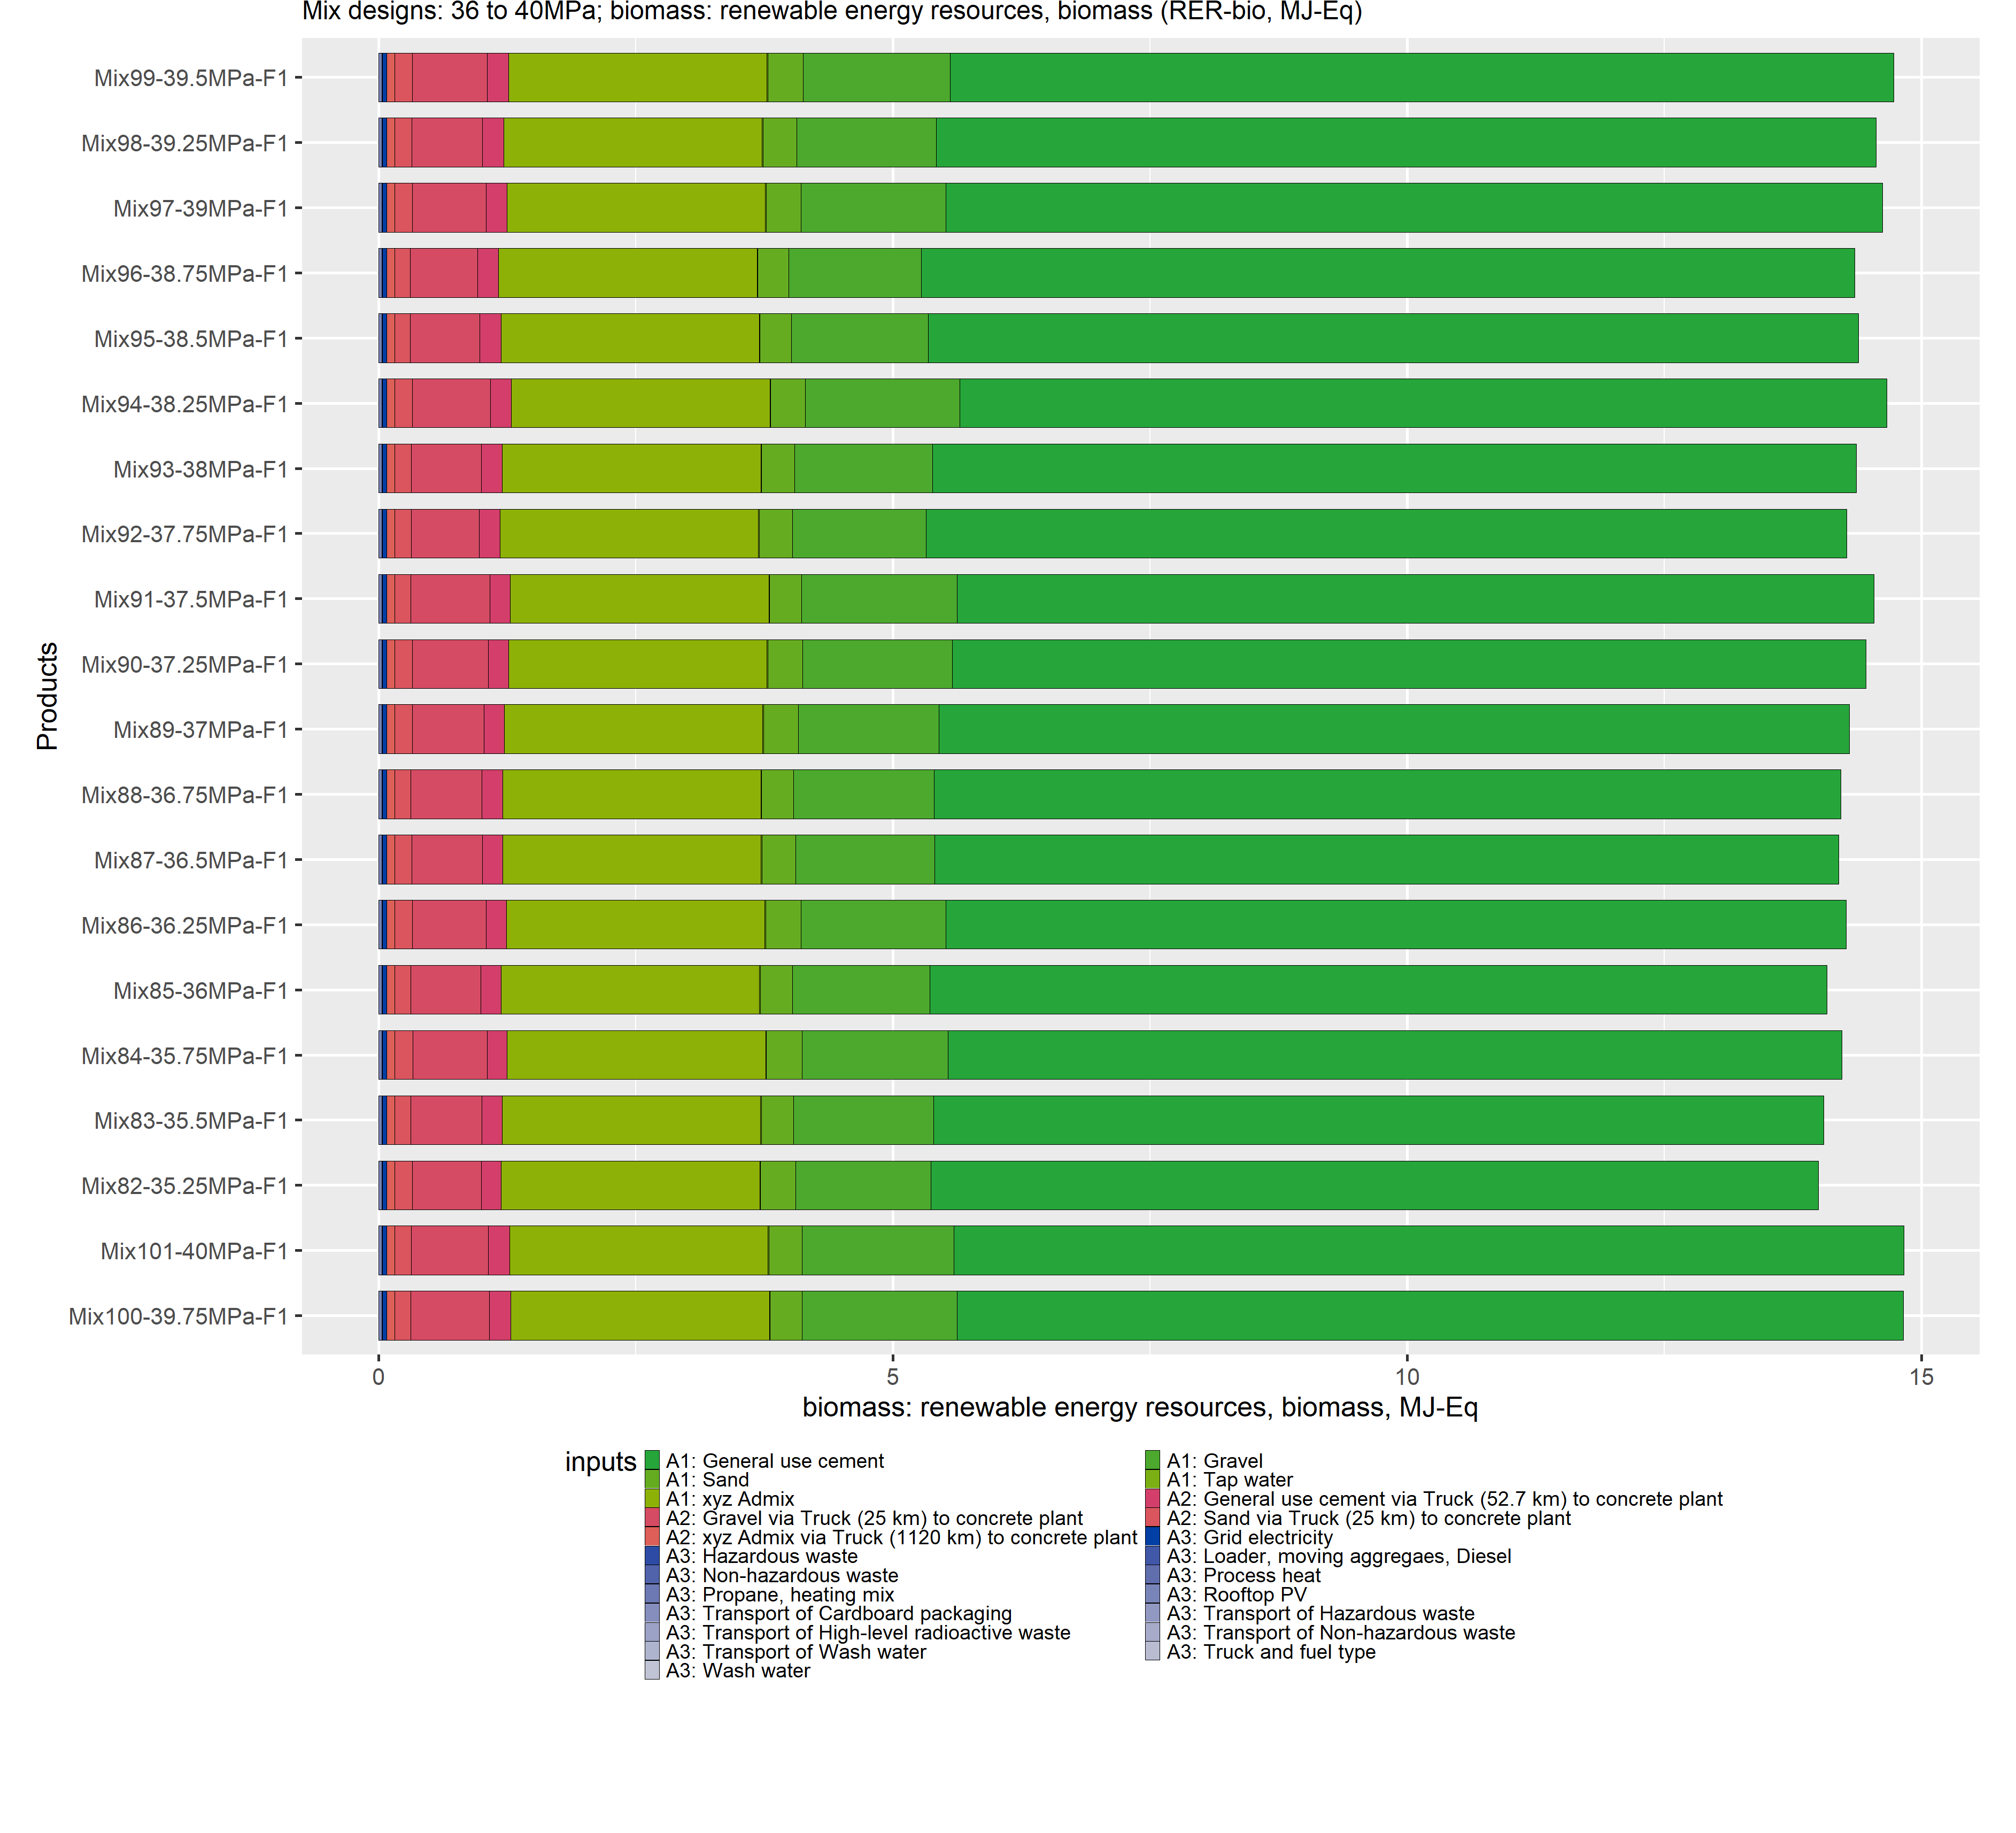 Mix designs: 36 to 40MPa; biomass: renewable energy resources, biomass (RER-bio, MJ-Eq)
Mix99-39.5MPa-F1
Mix98-39.25MPa-F1
Mix97-39MPa-F1
Mix96-38.75MPa-F1
Mix95-38.5MPa-F1
Mix94-38.25MPa-F1
Mix93-38MPa-F1
Mix92-37.75MPa-F1
Mix91-37.5MPa-F1
Mix90-37.25MPa-F1
Mix89-37MPa-F1
Mix88-36.75MPa-F1
Mix87-36.5MPa-F1
Mix86-36.25MPa-F1
Mix85-36MPa-F1
Mix84-35.75MPa-F1
Mix83-35.5MPa-F1
Mix82-35.25MPa-F1
Mix101-40MPa-F1
Mix100-39.75MPa-F1
Products
0 5 10 15
biomass: renewable energy resources, biomass, MJ-Eq
inputs
A1: General use cement
A1: Gravel
A1: Sand
A1: Tap water
A1: xyz Admix
A2: General use cement via Truck (52.7 km) to concrete plant
A2: Gravel via Truck (25 km) to concrete plant
A2: Sand via Truck (25 km) to concrete plant
A2: xyz Admix via Truck (1120 km) to concrete plant
A3: Grid electricity
A3: Hazardous waste
A3: Loader, moving aggregaes, Diesel
A3: Non-hazardous waste
A3: Process heat
A3: Propane, heating mix
A3: Rooftop PV
A3: Transport of Cardboard packaging
A3: Transport of Hazardous waste
A3: Transport of High-level radioactive waste
A3: Transport of Non-hazardous waste
A3: Transport of Wash water
A3: Truck and fuel type
A3: Wash water